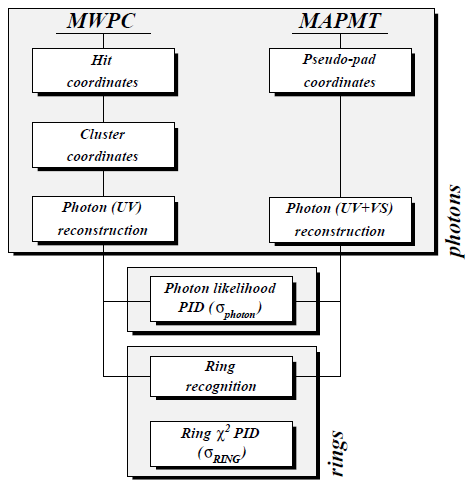 MWPC
MAPMT
Hit
coordinates
Pseudo-pad
coordinates
Cluster
coordinates
Photon (UV)
reconstruction
Photon (UV+VS)
reconstruction
photons
Photon likelihood
PID (σphoton)
Ring
recognition
Ring χ² PID
(σRING)
rings